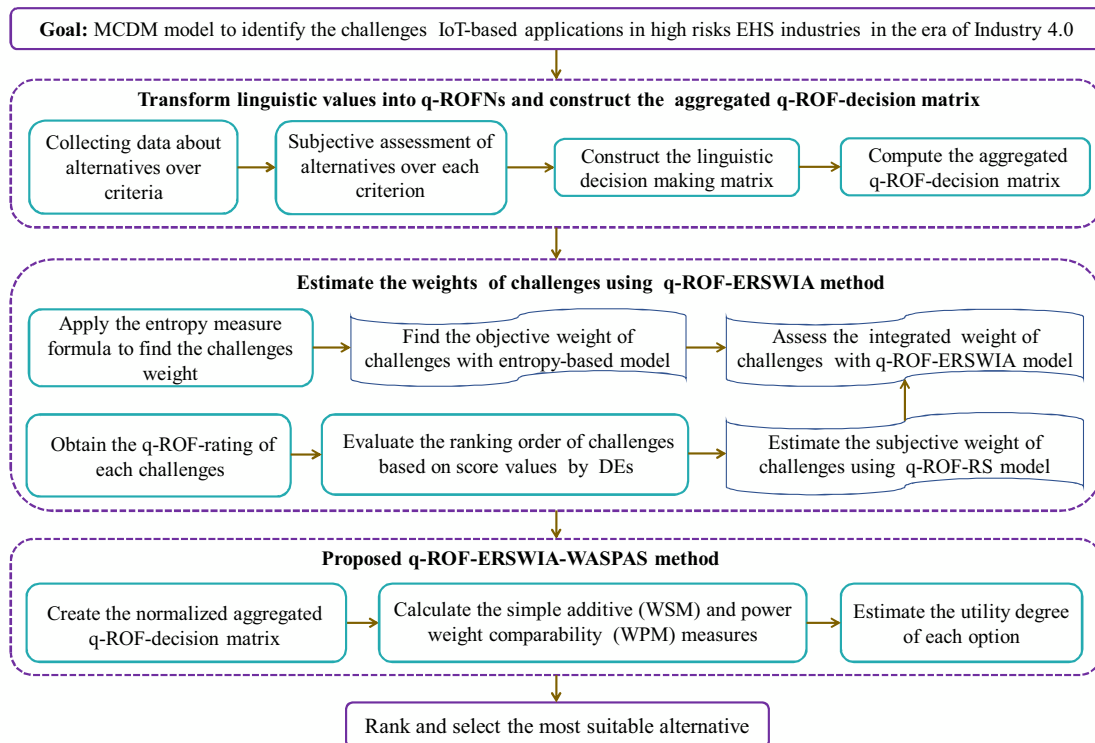 Goal: MCDM model to identify the challenges IoT-based applications in high risks EHS industries in the era of Industry 4.0
Transform linguistic values into q-ROFNs and construct the aggregated q-ROF-decision matrix
Collecting data about
alternatives over
criteria
Subjective assessment of
alternatives over each
criterion
Construct the linguistic
decision making matrix
Compute the aggregated
q-ROF-decision matrix
Estimate the weights of challenges using q-ROF-ERSWIA method
Apply the entropy measure
formula to find the challenges
weight
Find the objective weight of
challenges with entropy-based model
Assess the integrated weight of
challenges with q-ROF-ERSWIA model
Obtain the q-ROF-rating of
each challenges
Evaluate the ranking order of challenges
based on score values by DEs
Estimate the subjective weight of
challenges using q-ROF-RS model
Proposed q-ROF-ERSWIA-WASPAS method
Create the normalized aggregated
q-ROF-decision matrix
Calculate the simple additive (WSM) and power
weight comparability (WPM) measures
Estimate the utility degree
of each option
Rank and select the most suitable alternative